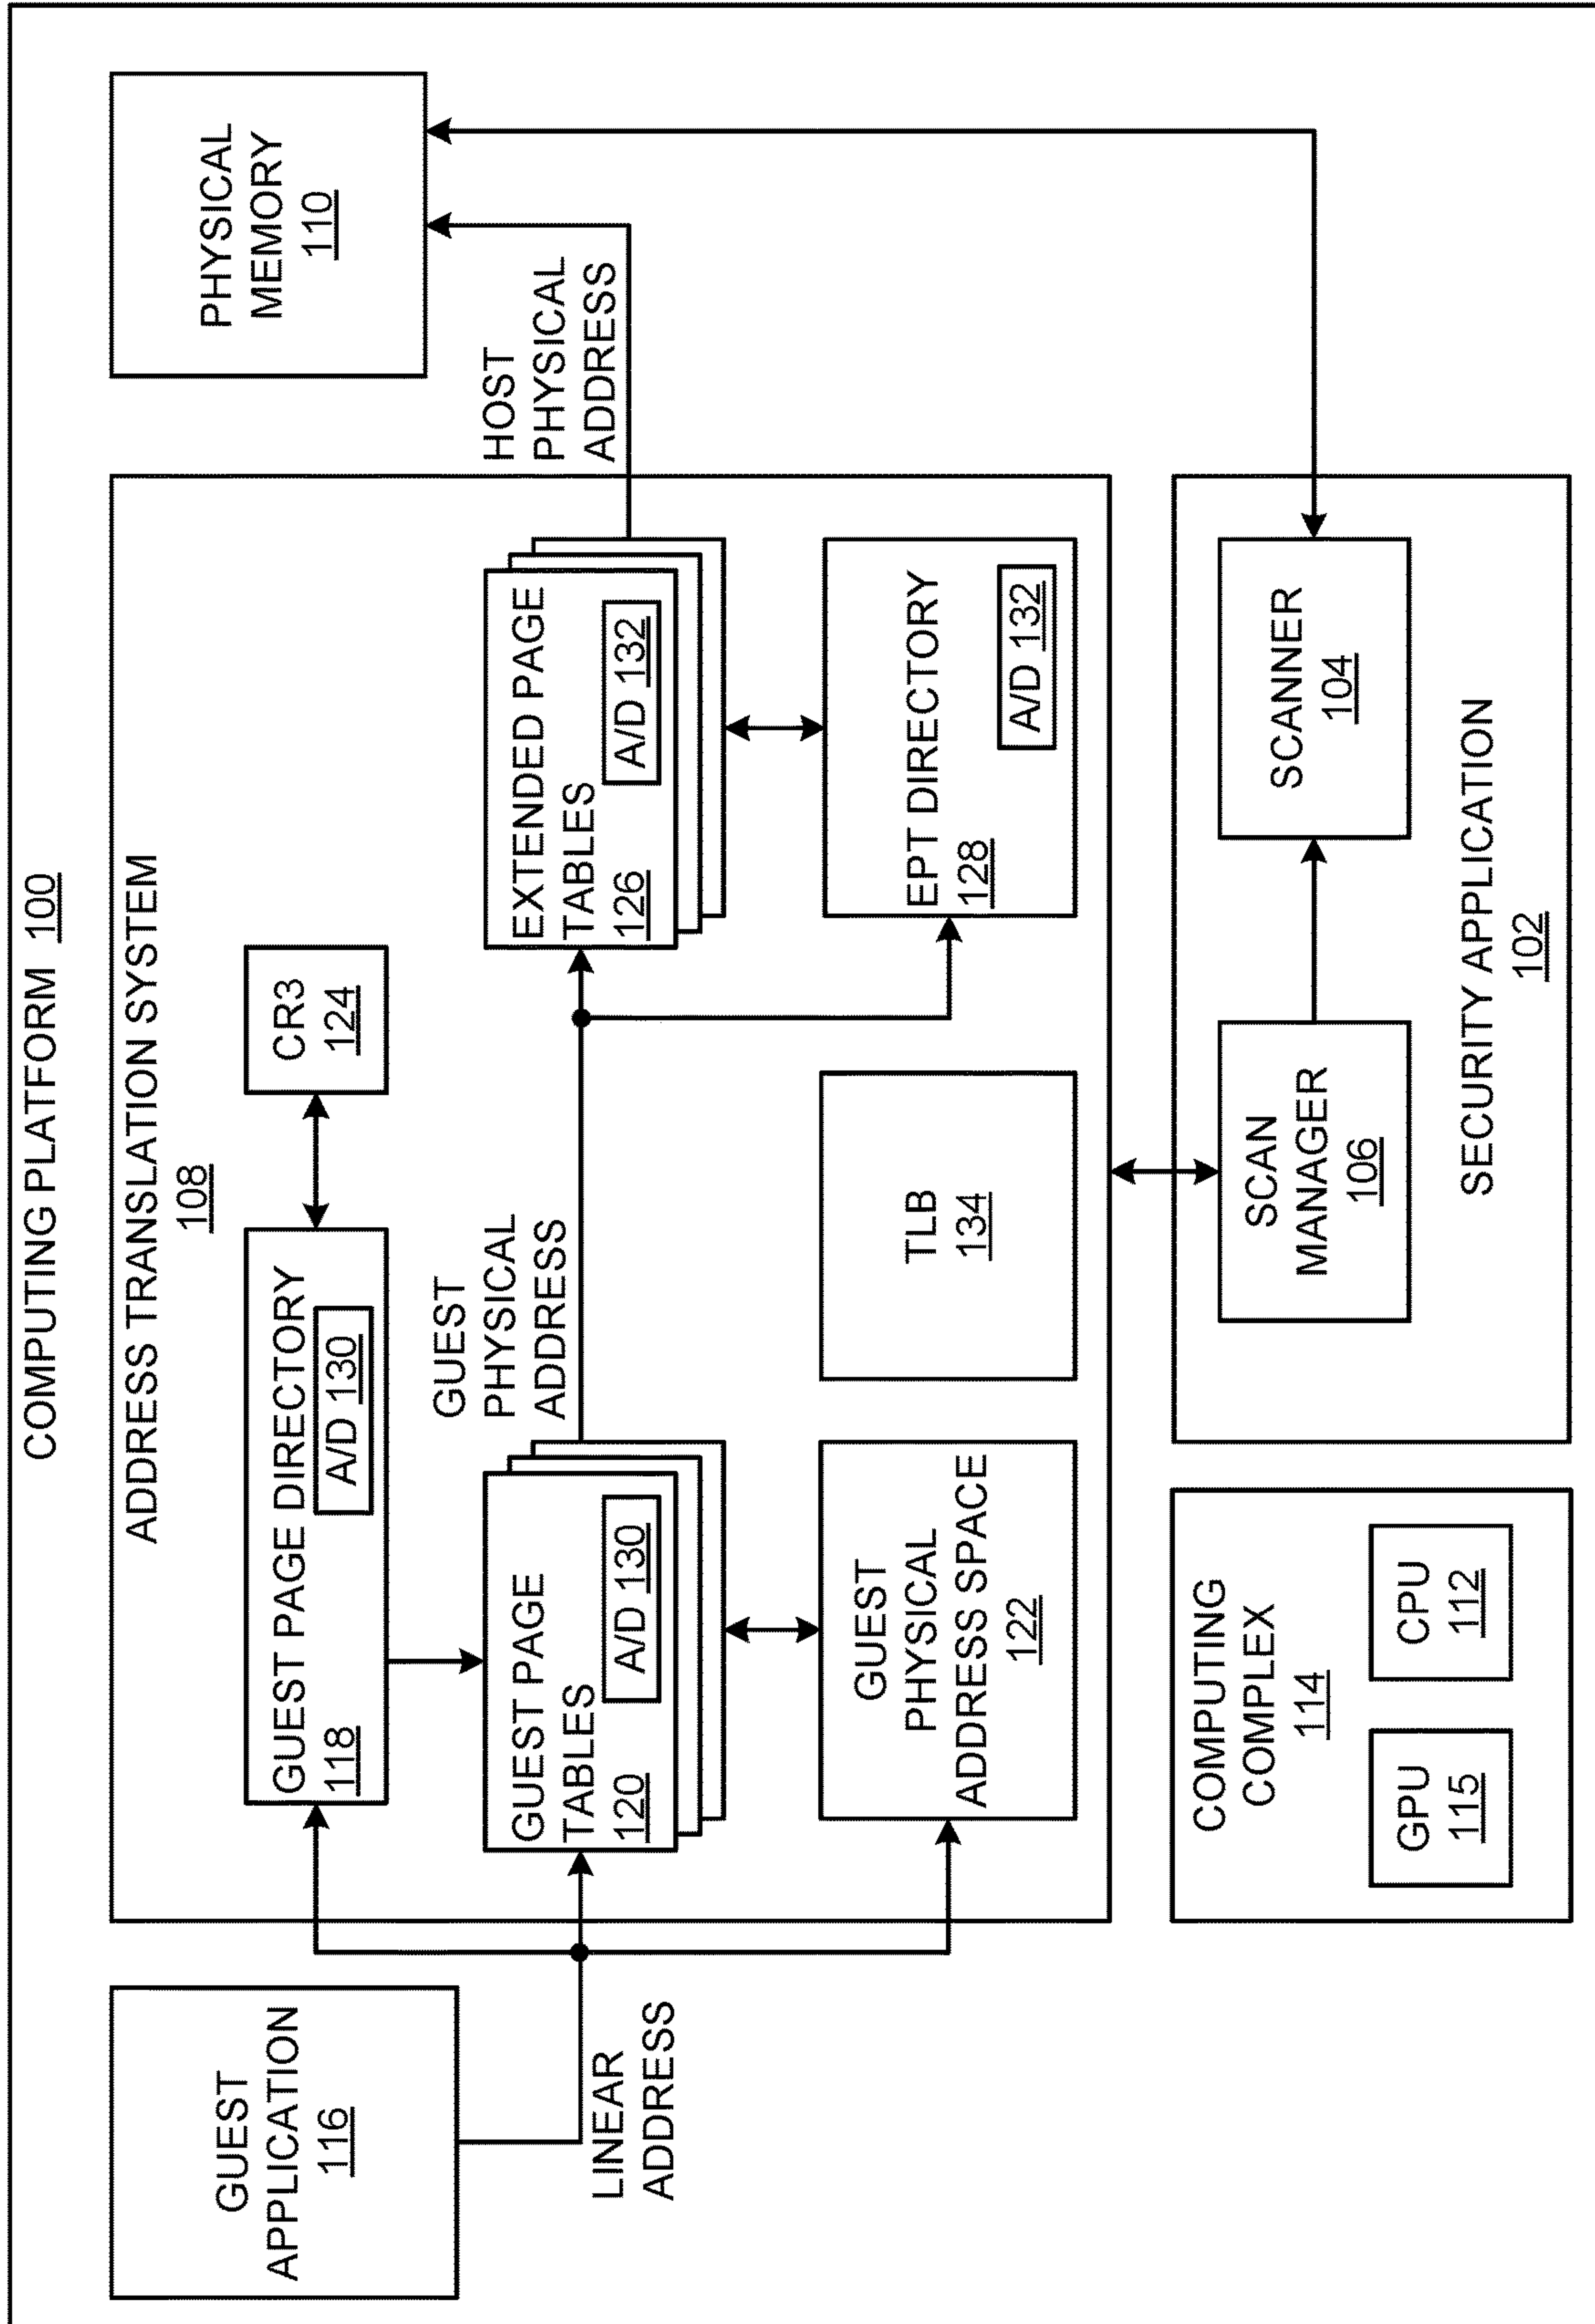 COMPUTING PLATFORM 100
GUEST
APPLICATION
116
LINEAR
ADDRESS
ADDRESS TRANSLATION SYSTEM
108
GUEST PAGE DIRECTORY
118
A/D 130
CR3
124
GUEST PAGE
TABLES
120
A/D 130
GUEST
PHYSICAL
ADDRESS
EXTENDED PAGE
TABLES
126
A/D 132
GUEST
PHYSICAL
ADDRESS SPACE
122
TLB
134
EPT DIRECTORY
128
A/D 132
HOST
PHYSICAL
ADDRESS
PHYSICAL
MEMORY
110
COMPUTING
COMPLEX
114
GPU
115
CPU
112
SCAN
MANAGER
106
SCANNER
104
SECURITY APPLICATION
102